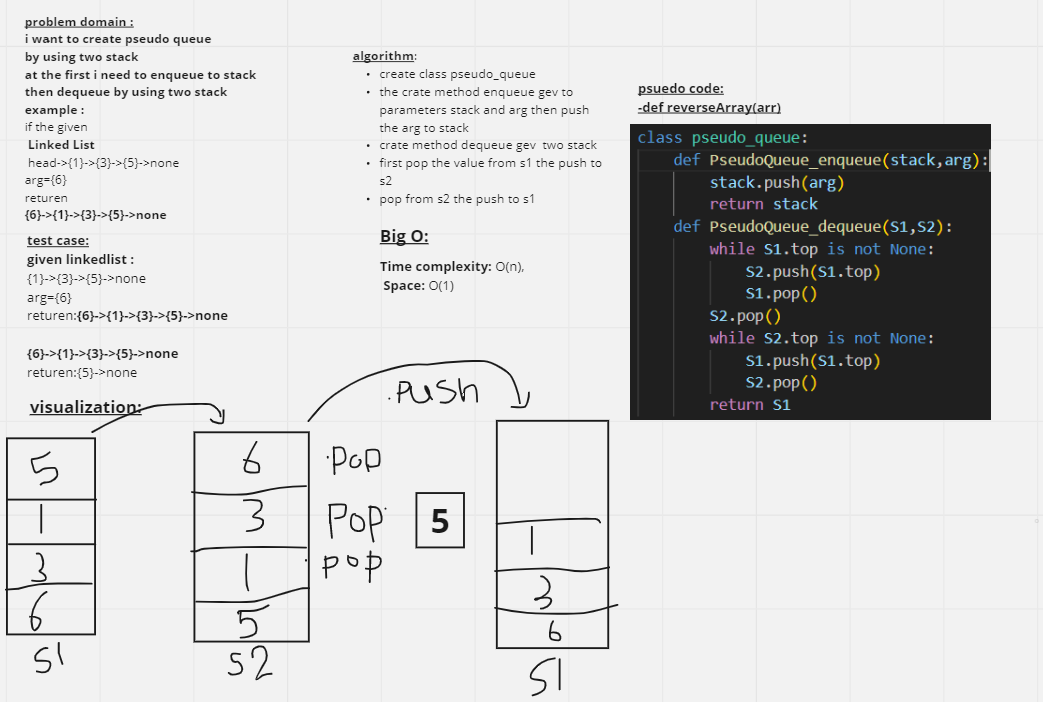 problem domain :
i want to create pseudo queue
by using two stack
at the first i need to enqueue to stack
then dequeue by using two stack
example :
if the given
Linked List
head->{1}->{3}->{5}->none
arg={6}
returen
{6}->{1}->{3}->{5}->none
test case:
given linkedlist :
{1}->{3}->{5}->none
arg={6}
returen:{6}->{1}->{3}->{5}->none
{6}->{1}->{3}->{5}->none
returen:{5}->none
visualization:
algorithm:
• create class pseudo_queue
• the crate method enqueue gev to
parameters stack and arg then push
the arg to stack
• crate method dequeue gev two stack
• first pop the value from s1 the push to
s2
• pop from s2 the push to s1
Big O:
Time complexity: O(n),
Space: O(1)
psuedo code:
-def reverseArray(arr)
class pseudo_queue:
def PseudoQueue_enqueue(stack,arg):
stack.push(arg)
return stack
def PseudoQueue_dequeue(S1,S2):
while S1.top is not None:
S2.push(S1.top)
S1.pop()
S2.pop()
while S2.top is not None:
S1.push(S1.top)
S2.pop()
return S1
5
1
3
6
S1
6
3
1
5
S2
.pop
pop
pop
5
.push
1
3
6
S1